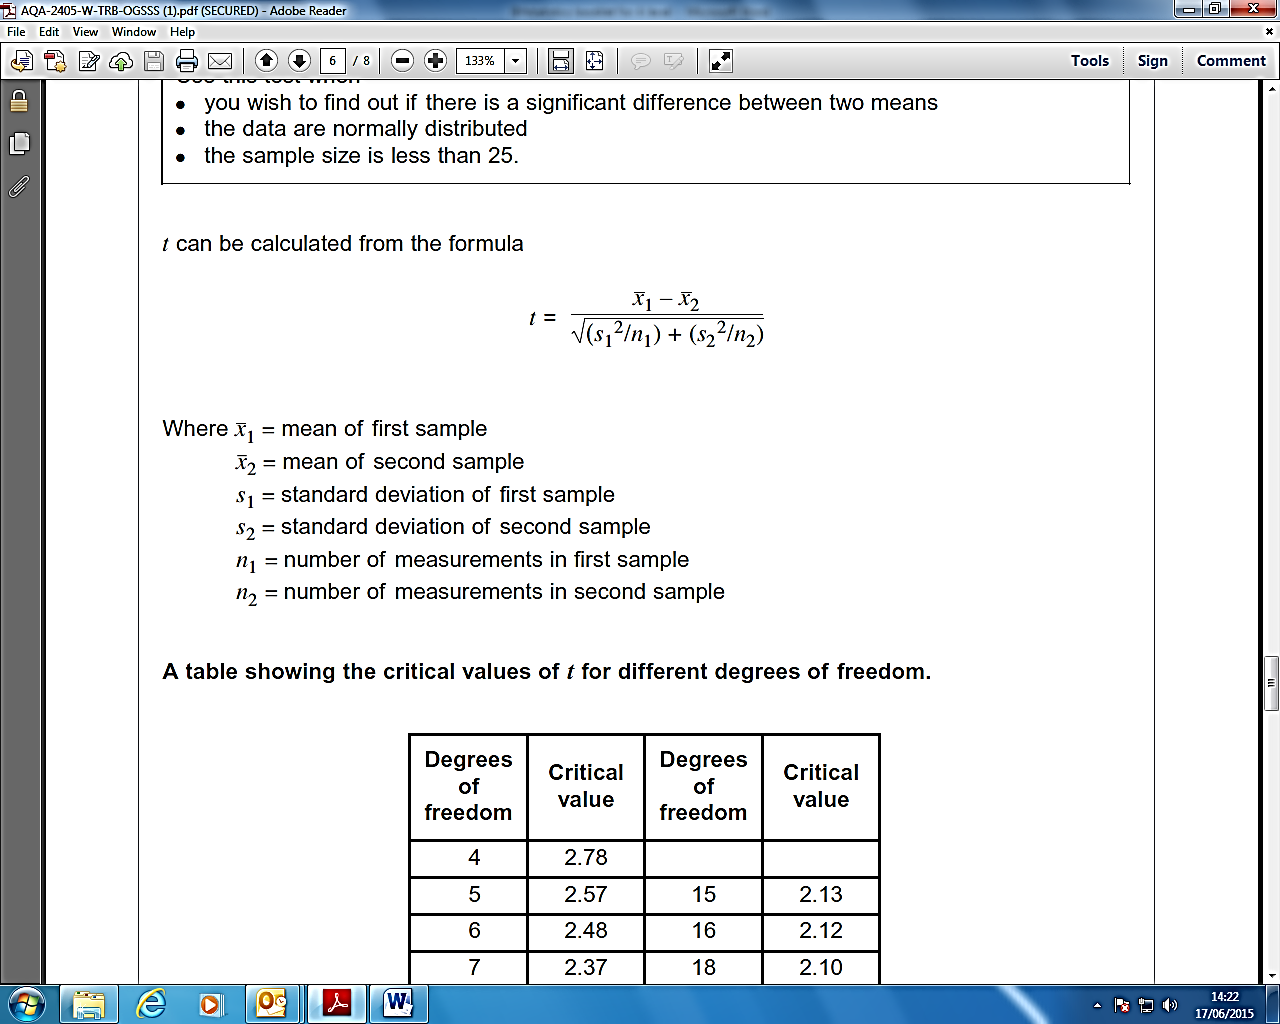 AQA-2405-W-TRB-OGSSS (1).pdf (SECURED) - Adobe Reader
File Edit View Window Help
6 / 8 133% Tools Sign Comment
you wish to find out if there is a significant difference between two means
the data are normally distributed
the sample size is less than 25.
t can be calculated from the formula
t = x̄1 – x̄2
√(s1²/n1) + (s2²/n2)
Where x̄1 = mean of first sample
x̄2 = mean of second sample
s1 = standard deviation of first sample
s2 = standard deviation of second sample
n1 = number of measurements in first sample
n2 = number of measurements in second sample
A table showing the critical values of t for different degrees of freedom.
Degrees of freedom Critical value Degrees of freedom Critical value
4 2.78
5 2.57 15 2.13
6 2.48 16 2.12
7 2.37 18 2.10
14:22
17/06/2015